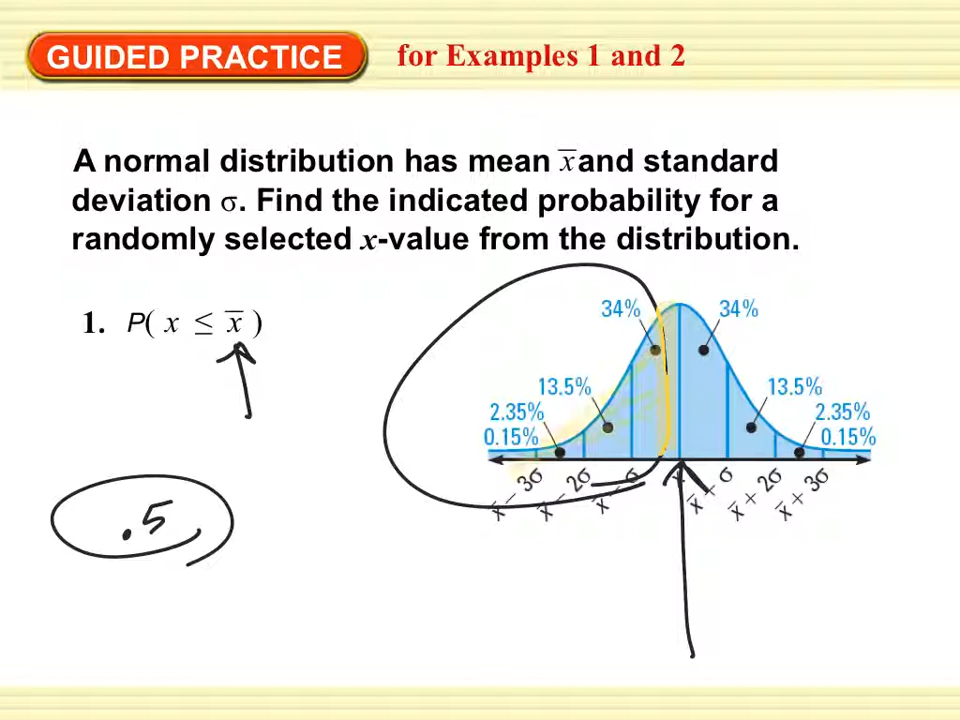 GUIDED PRACTICE for Examples 1 and 2
A normal distribution has mean x̅ and standard
deviation σ. Find the indicated probability for a
randomly selected x-value from the distribution.
1. P( x ≤ x̅ )
34% 34%
13.5% 13.5%
2.35% 2.35%
0.15% 0.15%
x̅ – 3σ
x̅ – 2σ
x̅ – σ
x̅
x̅ + σ
x̅ + 2σ
x̅ + 3σ
.5